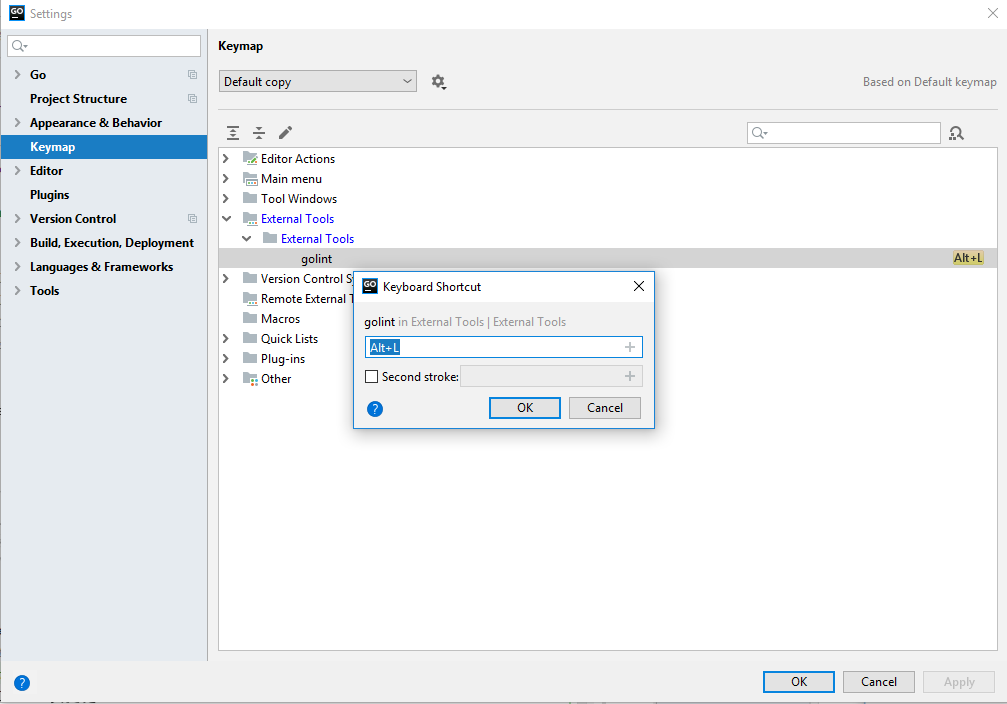 GO Settings
Go
Project Structure
Appearance & Behavior
Keymap
Editor
Plugins
Version Control
Build, Execution, Deployment
Languages & Frameworks
Tools
Keymap
Default copy
Based on Default keymap
Editor Actions
Main menu
Tool Windows
External Tools
External Tools
golint Alt+L
Version Control Sy
Remote External T
Macros
Quick Lists
Plug-ins
Other
GO Keyboard Shortcut
golint in External Tools | External Tools
Alt+L
Second stroke:
? OK Cancel
? OK Cancel Apply